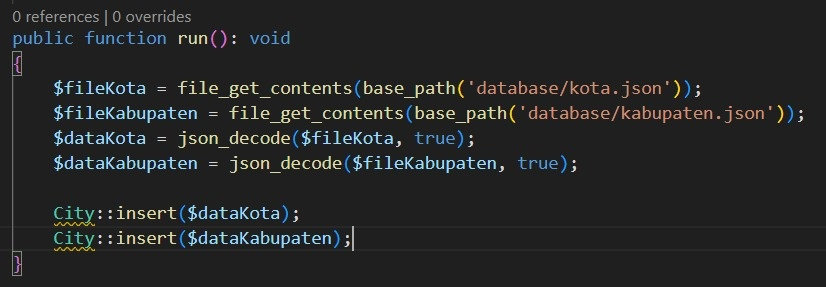 0 references | 0 overrides
public function run(): void
{
    $fileKota = file_get_contents(base_path('database/kota.json'));
    $fileKabupaten = file_get_contents(base_path('database/kabupaten.json'));
    $dataKota = json_decode($fileKota, true);
    $dataKabupaten = json_decode($fileKabupaten, true);

    City::insert($dataKota);
    City::insert($dataKabupaten);
}